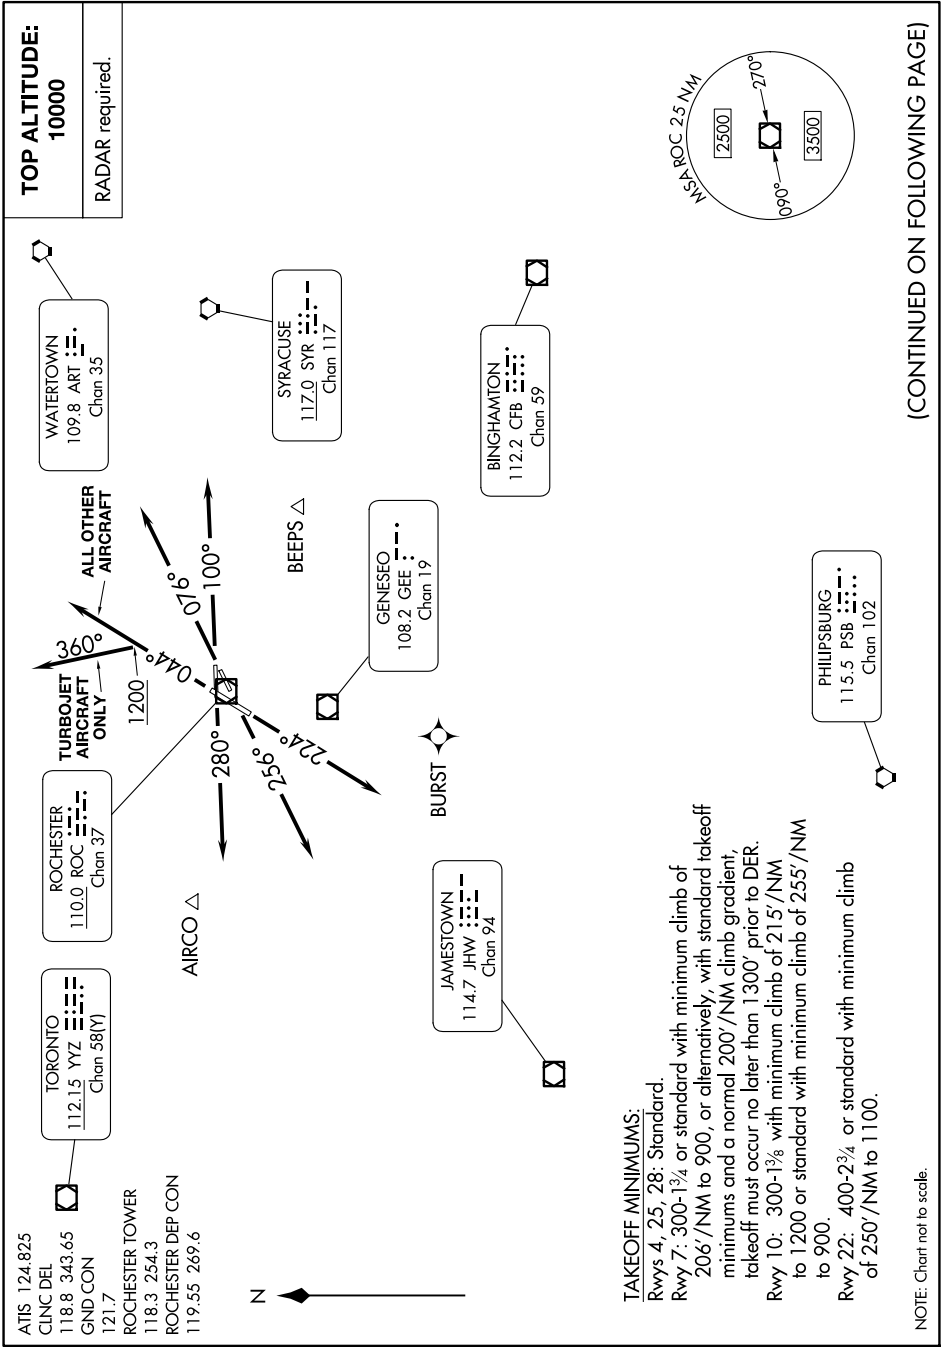 TOP ALTITUDE:
10000
RADAR required.
ATIS 124.825
CLNC DEL
118.8 343.65
GND CON
121.7
ROCHESTER TOWER
118.3 254.3
ROCHESTER DEP CON
119.55 269.6
TORONTO
112.15 YYZ
Chan 58(Y)
ROCHESTER
110.0 ROC
Chan 37
WATERTOWN
109.8 ART
Chan 35
TURBOJET
AIRCRAFT
ONLY
360°
1200
ALL OTHER
AIRCRAFT
044°
076°
100°
280°
256°
224°
AIRCO
SYRACUSE
117.0 SYR
Chan 117
BEEPS
GENESEO
108.2 GEE
Chan 19
BURST
JAMESTOWN
114.7 JHW
Chan 94
BINGHAMTON
112.2 CFB
Chan 59
PHILIPSBURG
115.5 PSB
Chan 102
N
MSA ROC 25 NM
2500
270°
090°
3500
TAKEOFF MINIMUMS:
Rwys 4, 25, 28: Standard.
Rwy 7: 300-1¾ or standard with minimum climb of
206'/NM to 900, or alternatively, with standard takeoff
minimums and a normal 200'/NM climb gradient,
takeoff must occur no later than 1300' prior to DER.
Rwy 10: 300-1⅜ with minimum climb of 215'/NM
to 1200 or standard with minimum climb of 255'/NM
to 900.
Rwy 22: 400-2¾ or standard with minimum climb
of 250'/NM to 1100.
NOTE: Chart not to scale.
(CONTINUED ON FOLLOWING PAGE)